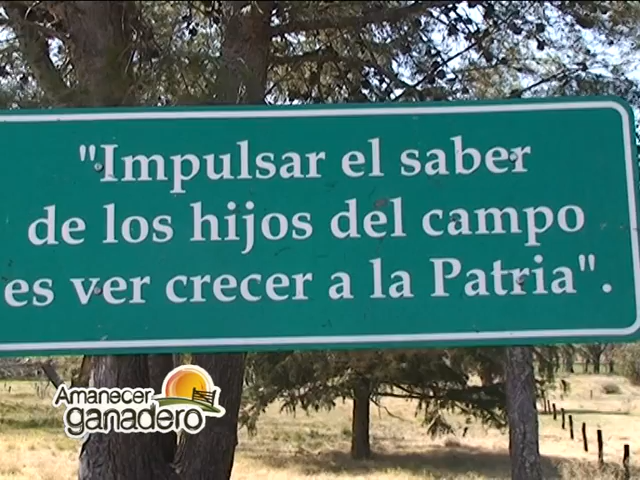 "Impulsar el saber
de los hijos del campo
es ver crecer a la Patria".
Amanecer
ganadero